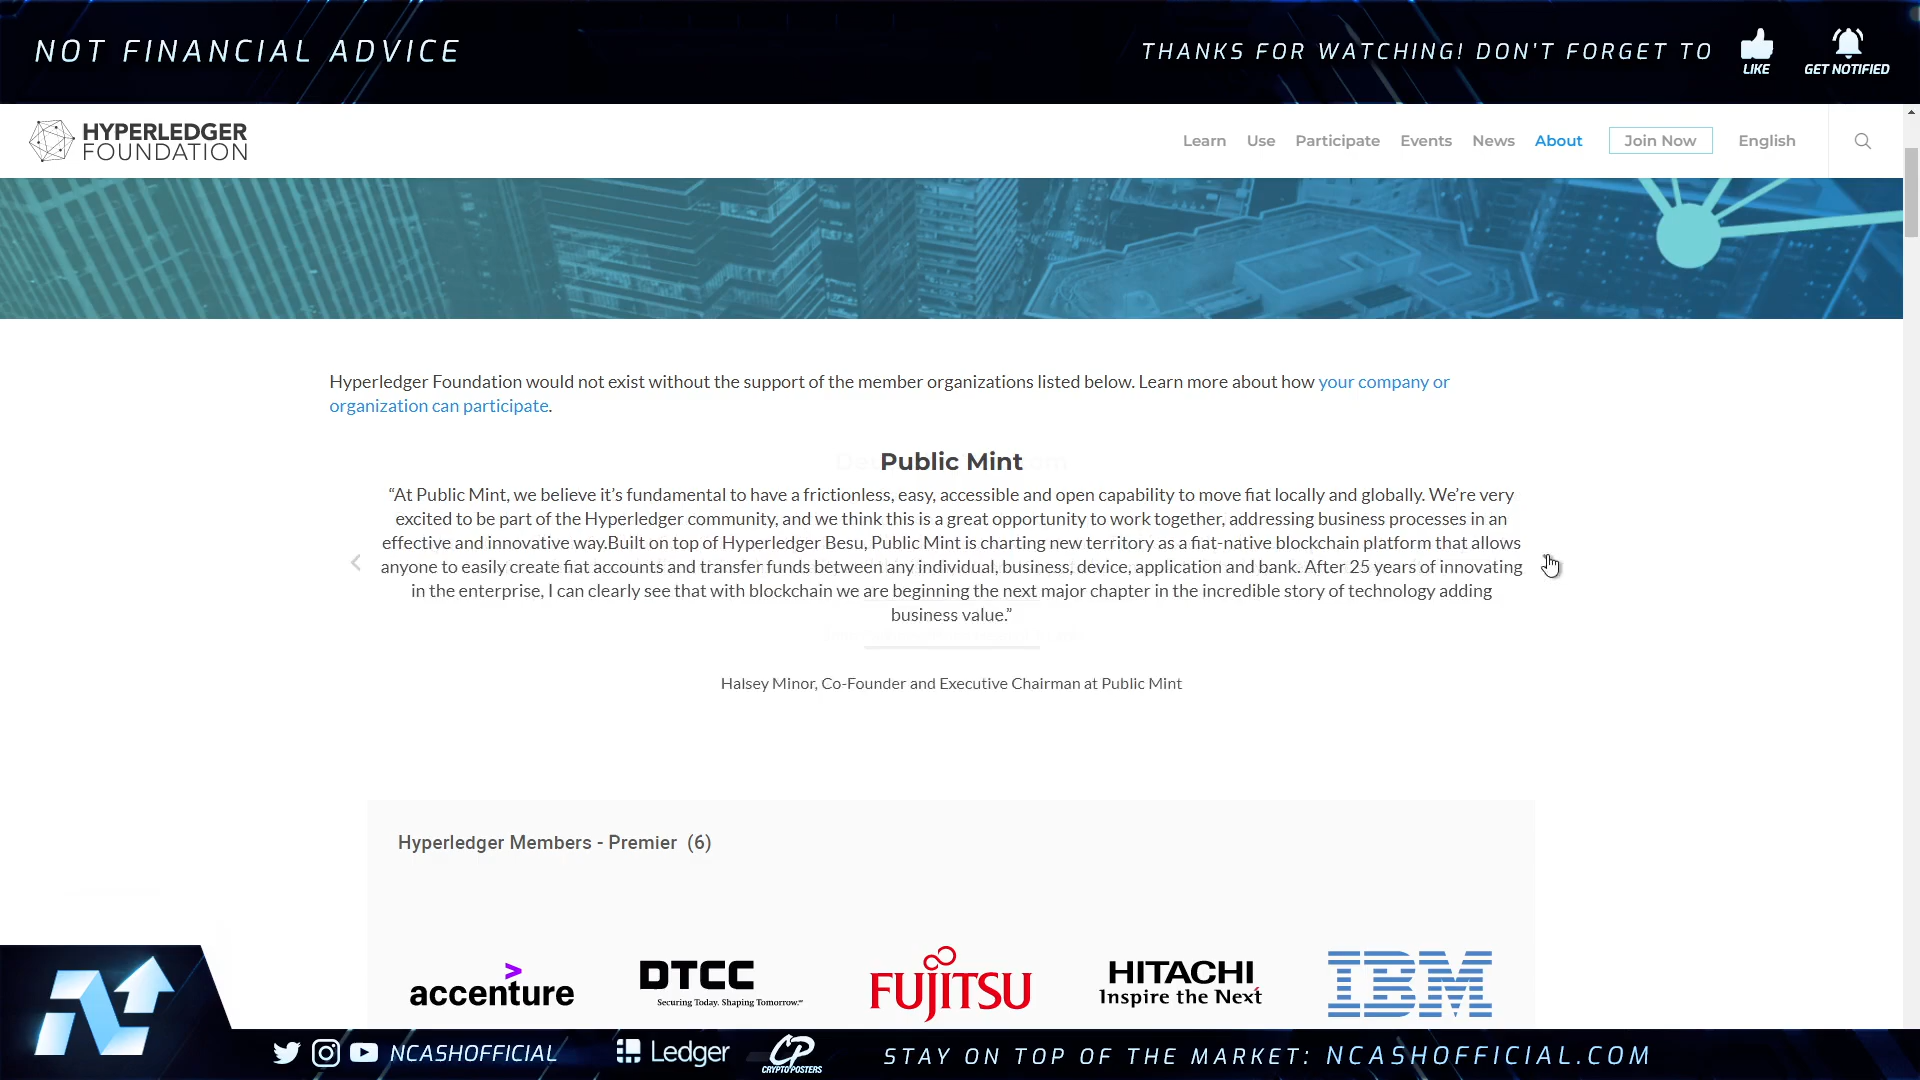 NOT FINANCIAL ADVICE
THANKS FOR WATCHING! DON'T FORGET TO
LIKE
GET NOTIFIED
HYPERLEDGER
FOUNDATION
Learn Use Participate Events News About Join Now English
Hyperledger Foundation would not exist without the support of the member organizations listed below. Learn more about how your company or
organization can participate.
Public Mint
“At Public Mint, we believe it’s fundamental to have a frictionless, easy, accessible and open capability to move fiat locally and globally. We’re very
excited to be part of the Hyperledger community, and we think this is a great opportunity to work together, addressing business processes in an
effective and innovative way.Built on top of Hyperledger Besu, Public Mint is charting new territory as a fiat-native blockchain platform that allows
anyone to easily create fiat accounts and transfer funds between any individual, business, device, application and bank. After 25 years of innovating
in the enterprise, I can clearly see that with blockchain we are beginning the next major chapter in the incredible story of technology adding
business value.”
Halsey Minor, Co-Founder and Executive Chairman at Public Mint
Hyperledger Members - Premier (6)
accenture
DTCC
Securing Today. Shaping Tomorrow.™
FUJITSU
HITACHI
Inspire the Next
IBM
NCASHOFFICIAL
Ledger
CP
CRYPTOPOSTERS
STAY ON TOP OF THE MARKET: NCASHOFFICIAL.COM